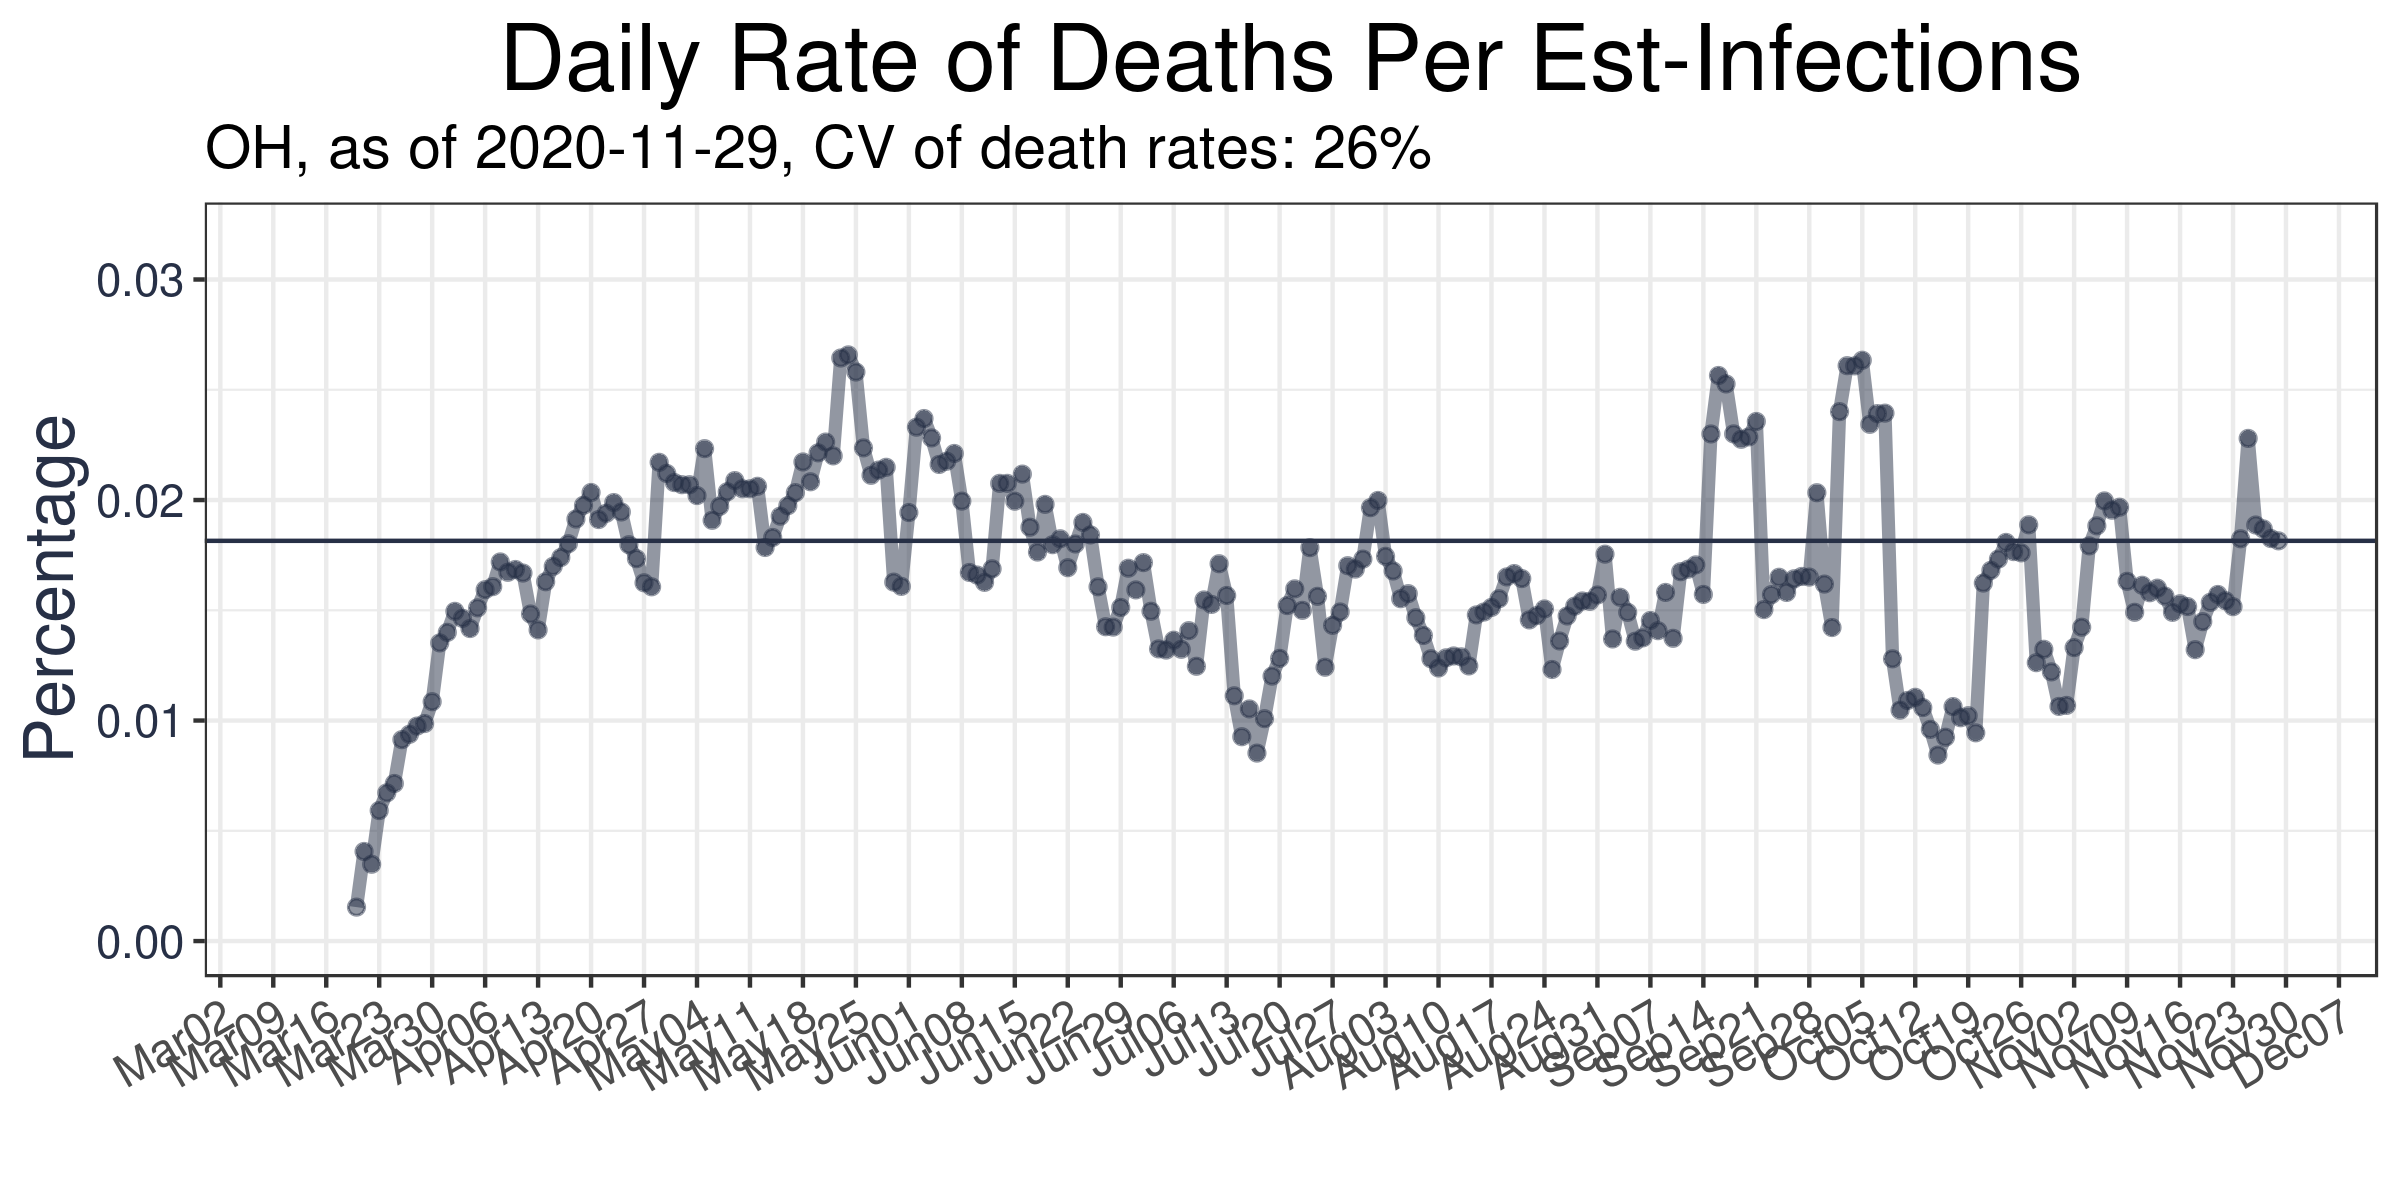 Daily Rate of Deaths Per Est-Infections
OH, as of 2020-11-29, CV of death rates: 26%
Percentage
0.03
0.02
0.01
0.00
Mar02
Mar09
Mar16
Mar23
Mar30
Apr06
Apr13
Apr20
Apr27
May04
May11
May18
May25
Jun01
Jun08
Jun15
Jun22
Jun29
Jul06
Jul13
Jul20
Jul27
Aug03
Aug10
Aug17
Aug24
Aug31
Sep07
Sep14
Sep21
Sep28
Oct05
Oct12
Oct19
Oct26
Nov02
Nov09
Nov16
Nov23
Nov30
Dec07